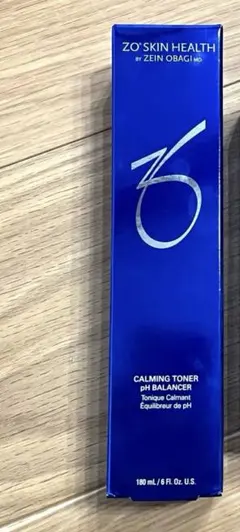 ZO® SKIN HEALTH
BY ZEIN OBAGI MD
ZO
CALMING TONER
pH BALANCER
Tonique Calmant
Équilibreur de pH
180 mL / 6 Fl. Oz. U.S.